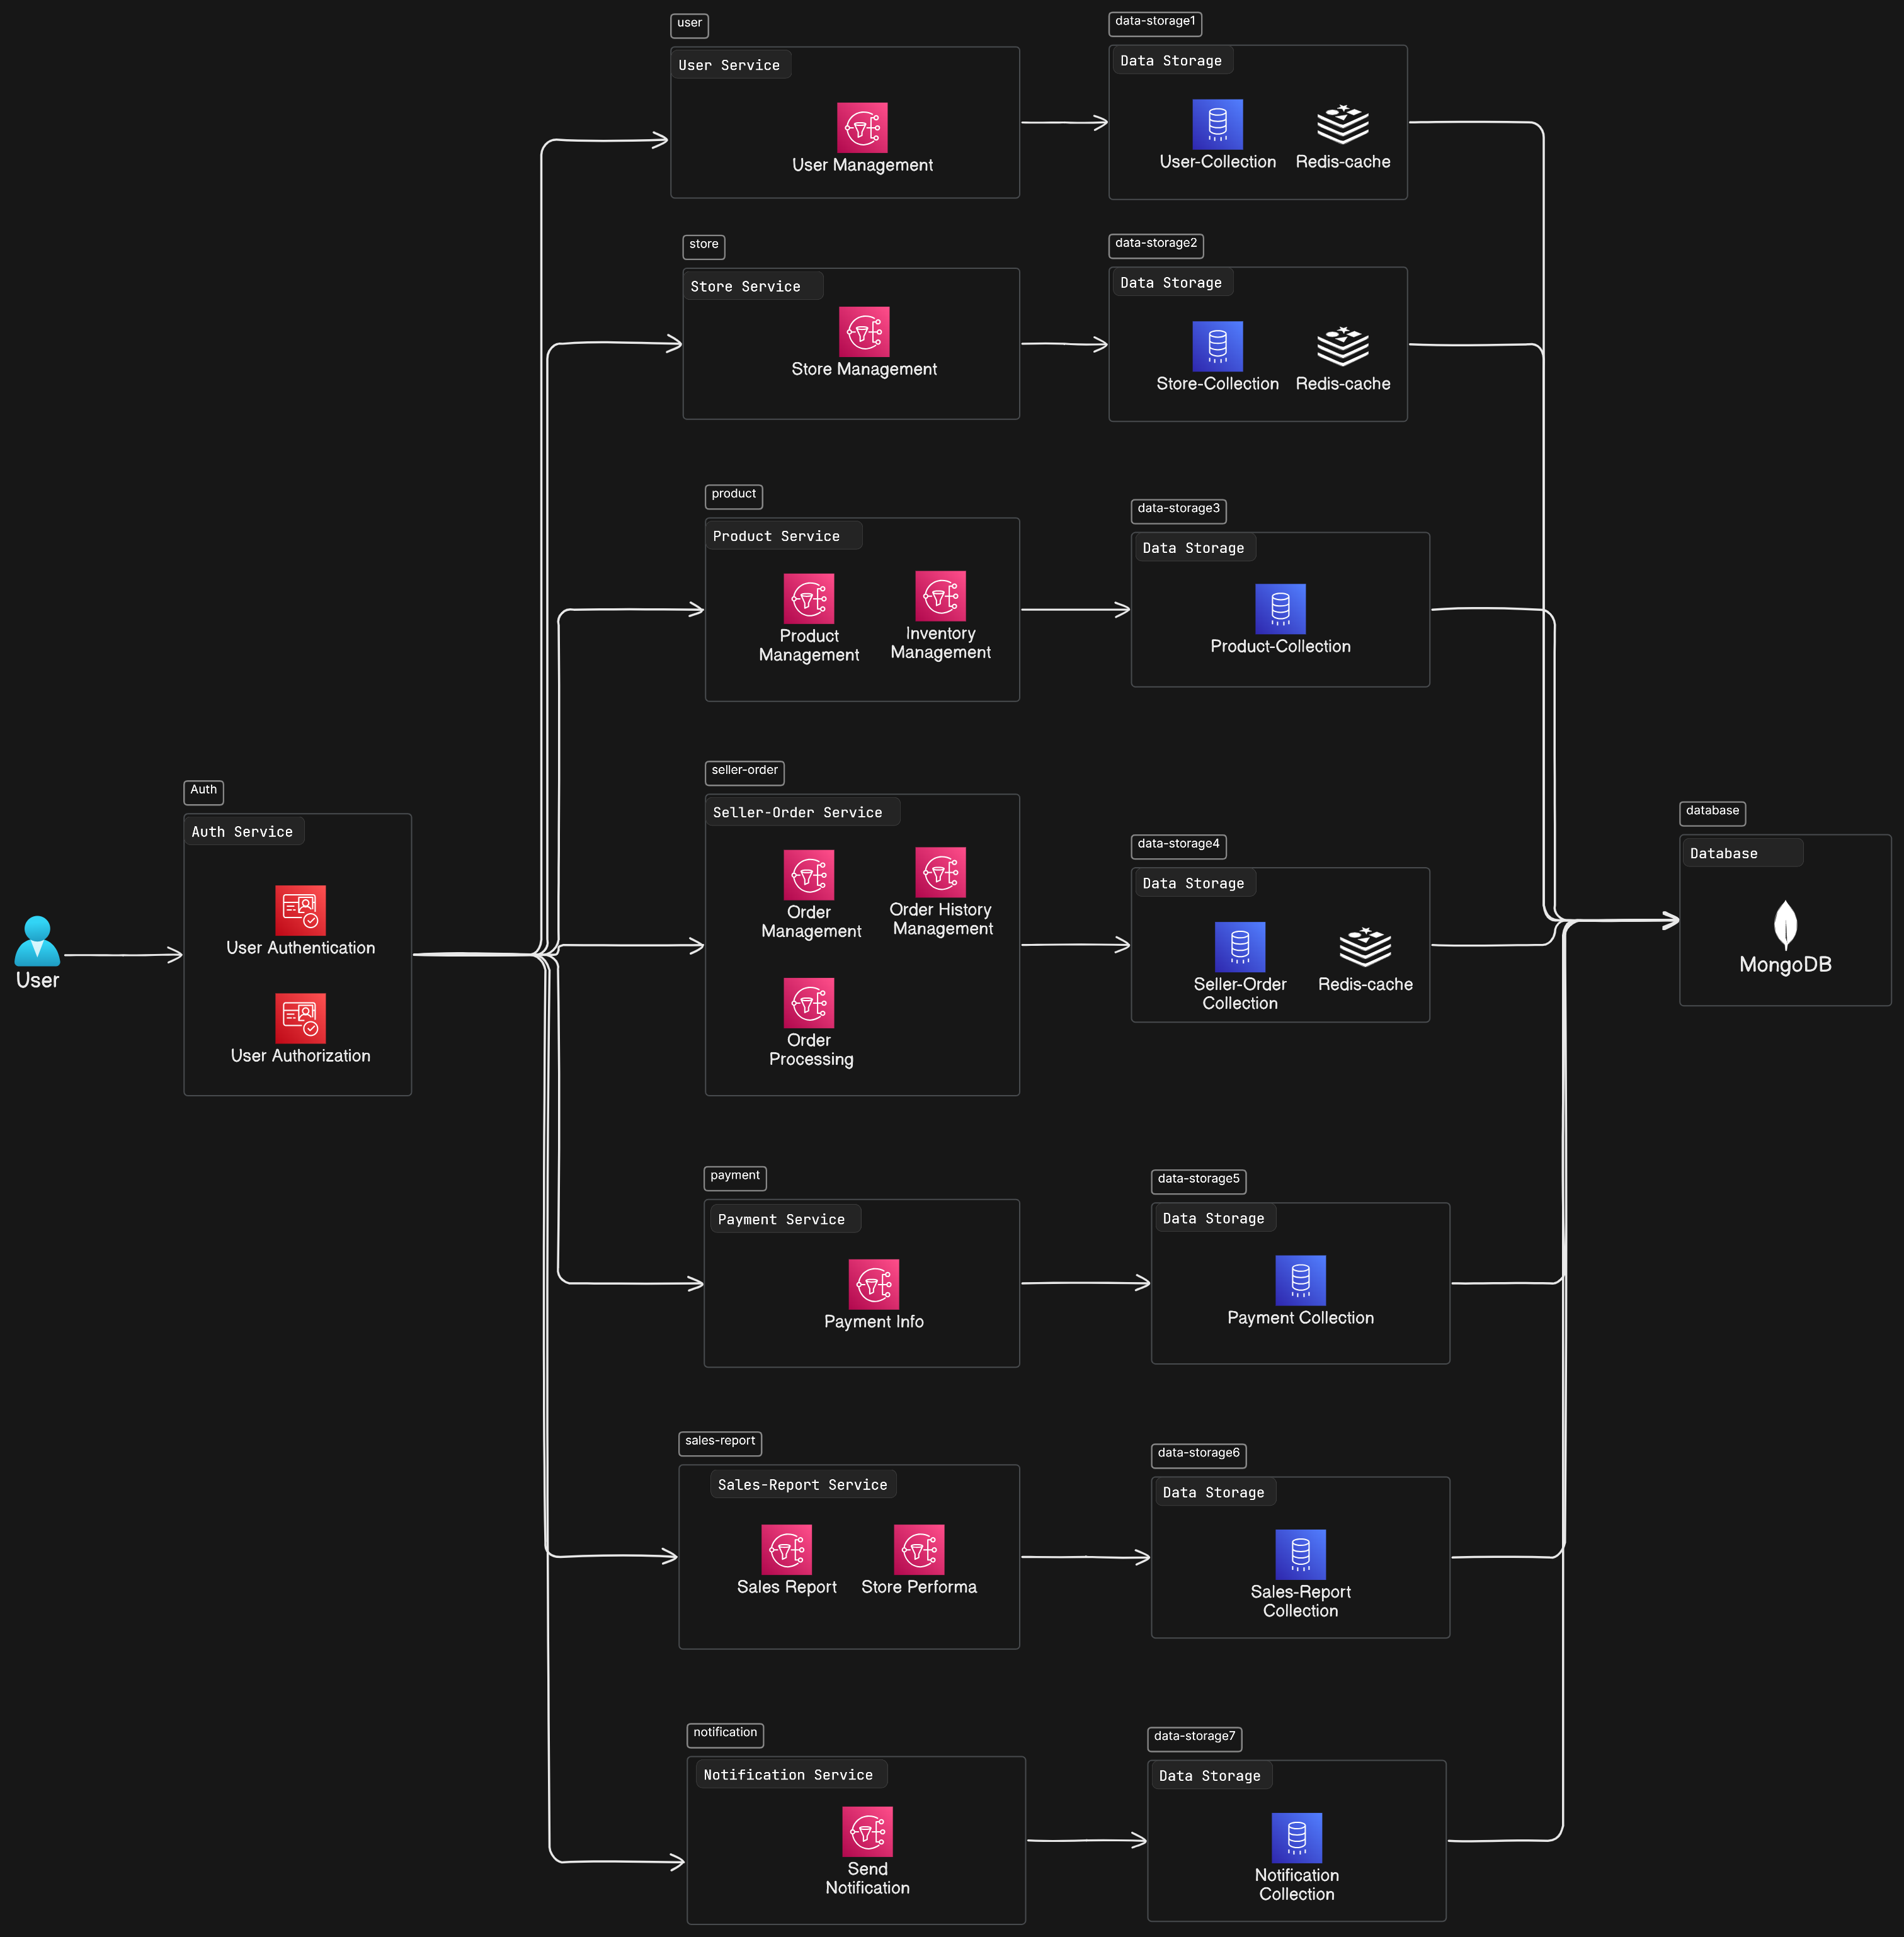 user
User Service
User Management
data-storage1
Data Storage
User-Collection
Redis-cache
store
Store Service
Store Management
data-storage2
Data Storage
Store-Collection
Redis-cache
product
Product Service
Product
Management
Inventory
Management
data-storage3
Data Storage
Product-Collection
seller-order
Seller-Order Service
Order
Management
Order History
Management
Order
Processing
data-storage4
Data Storage
Seller-Order
Collection
Redis-cache
Auth
Auth Service
User Authentication
User Authorization
User
database
Database
MongoDB
payment
Payment Service
Payment Info
data-storage5
Data Storage
Payment Collection
sales-report
Sales-Report Service
Sales Report
Store Performa
data-storage6
Data Storage
Sales-Report
Collection
notification
Notification Service
Send
Notification
data-storage7
Data Storage
Notification
Collection